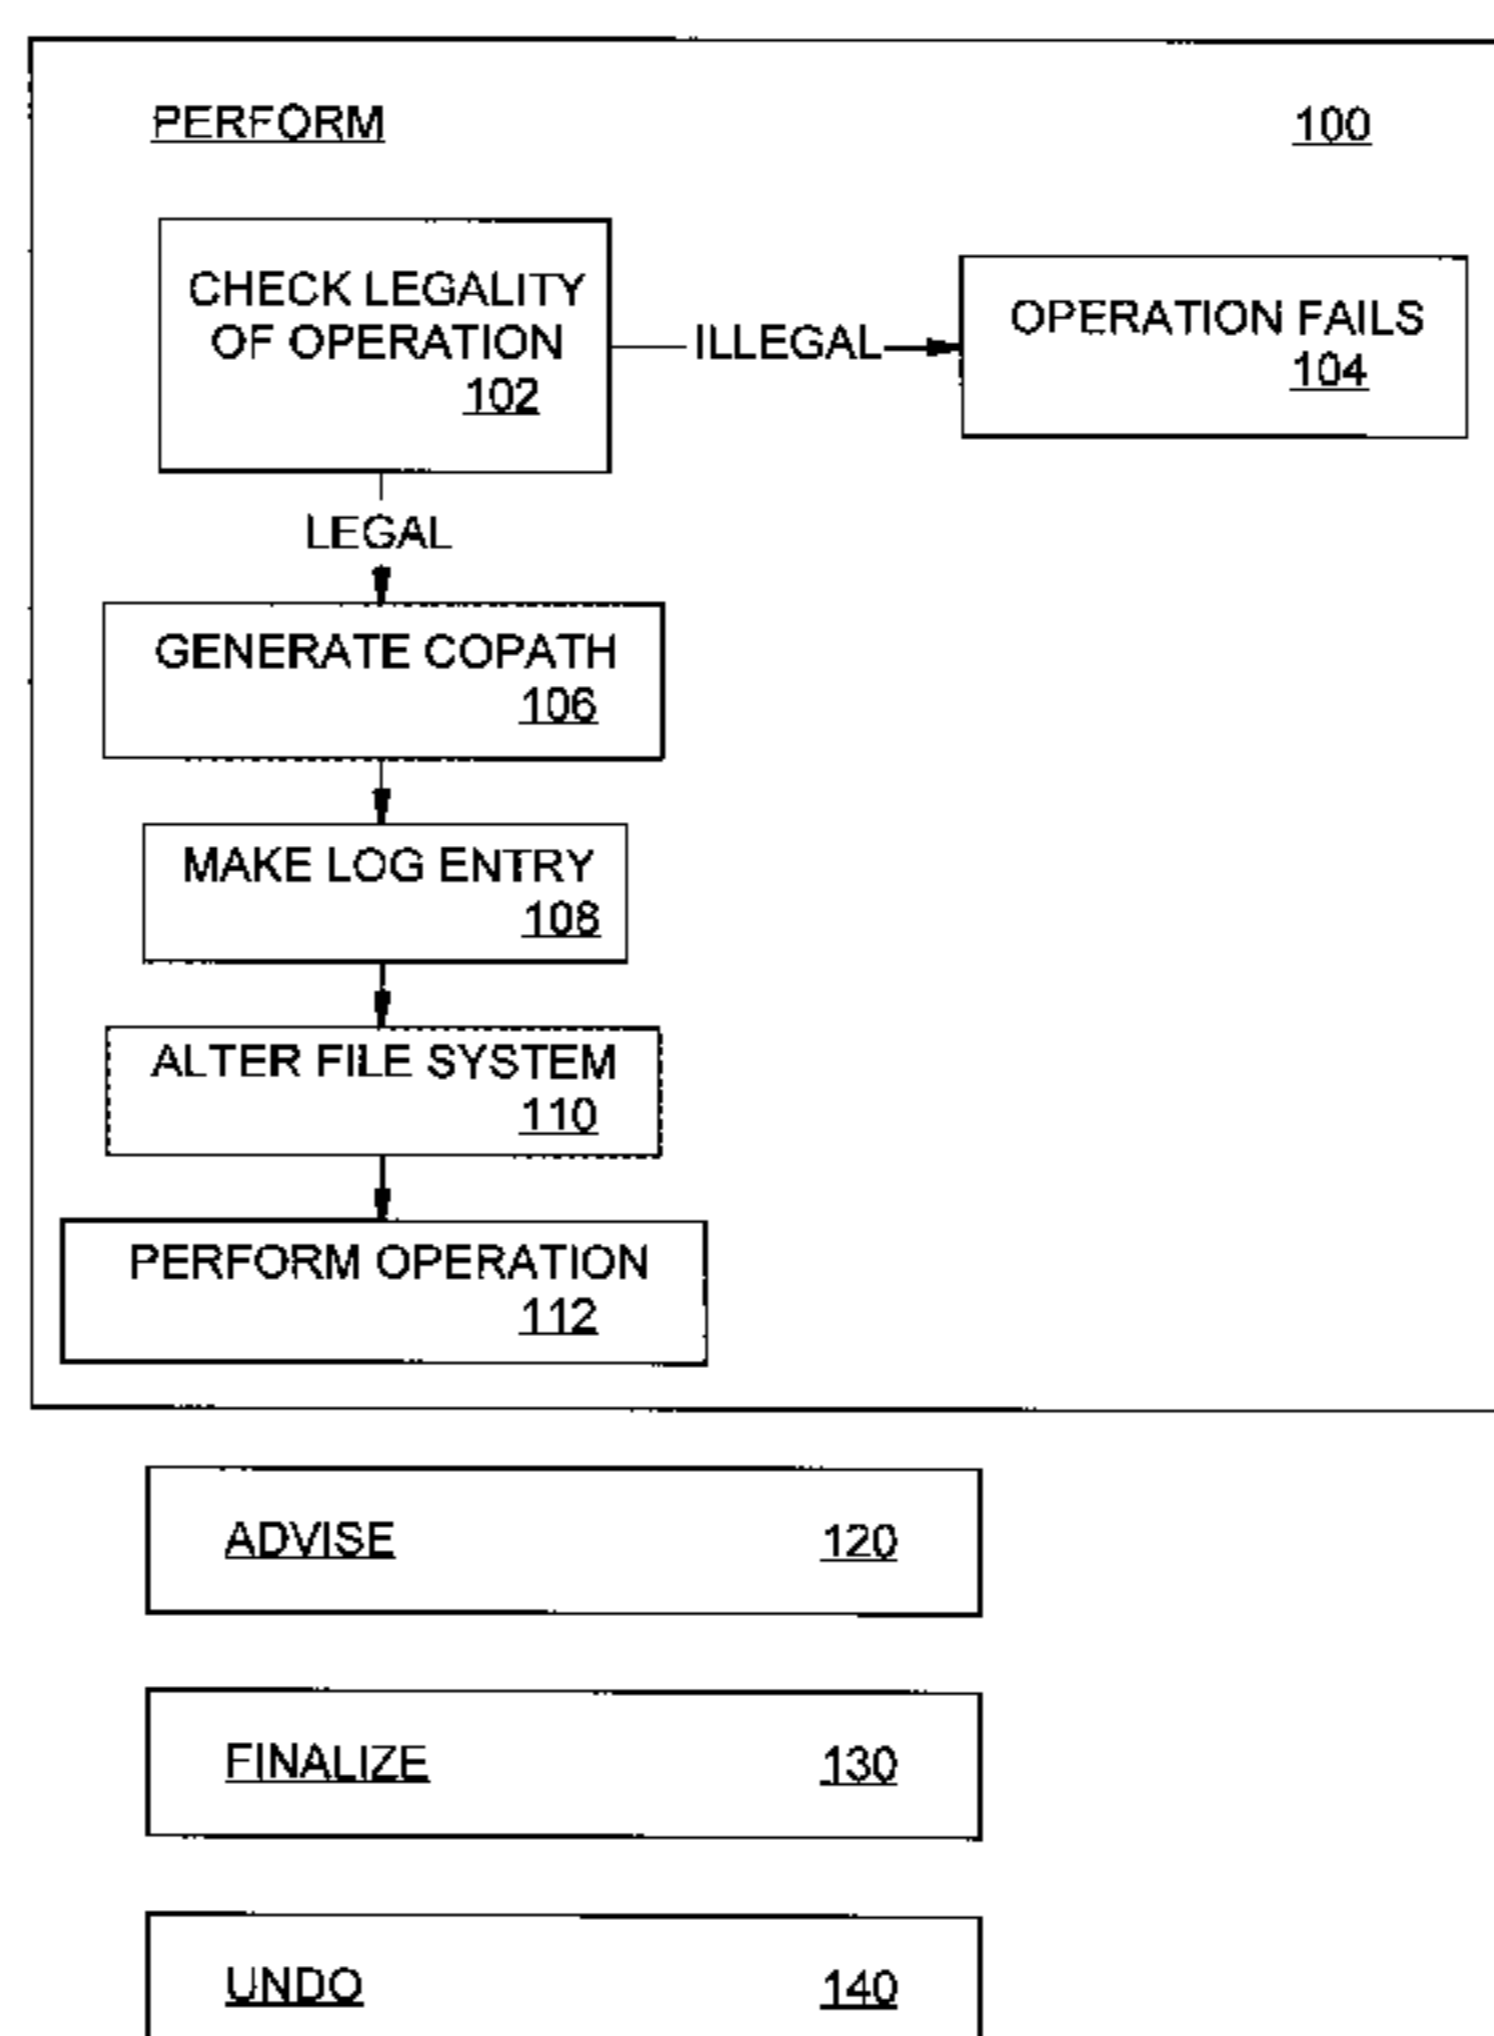 PERFORM 100
CHECK LEGALITY
OF OPERATION
102
ILLEGAL
OPERATION FAILS
104
LEGAL
GENERATE COPATH
106
MAKE LOG ENTRY
108
ALTER FILE SYSTEM
110
PERFORM OPERATION
112
ADVISE 120
FINALIZE 130
UNDO 140